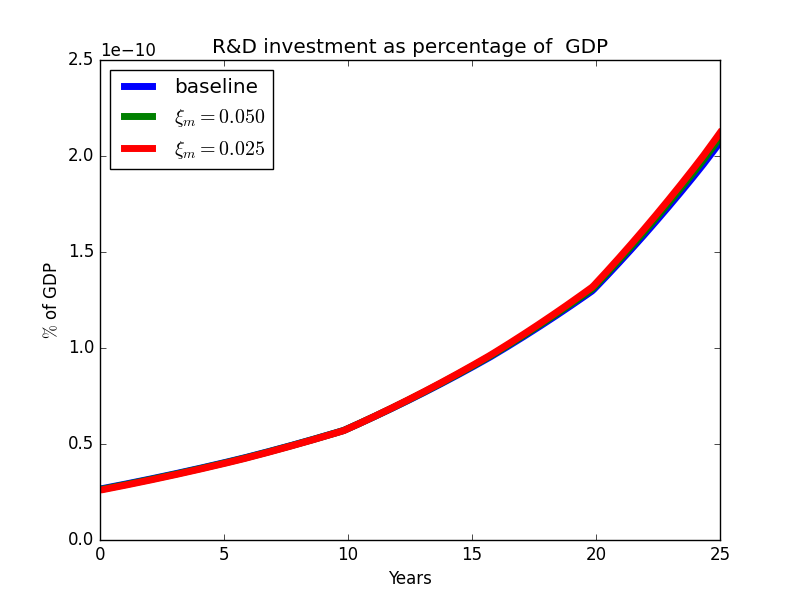 R&D investment as percentage of  GDP
1e−10
2.5
2.0
1.5
1.0
0.5
0.0
% of GDP
baseline
ξm = 0.050
ξm = 0.025
0 5 10 15 20 25
Years